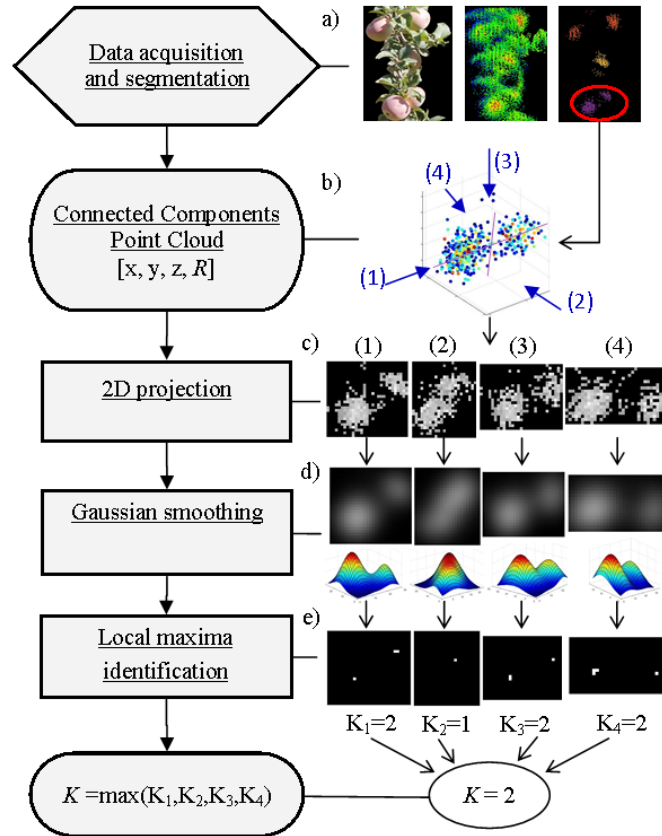 Data acquisition
and segmentation
a)
Connected Components
Point Cloud
[x, y, z, R]
b)
(1)
(2)
(3)
(4)
2D projection
c)
(1) (2) (3) (4)
Gaussian smoothing
d)
Local maxima
identification
e)
K1=2 K2=1 K3=2 K4=2
K =max(K1,K2,K3,K4)
K = 2